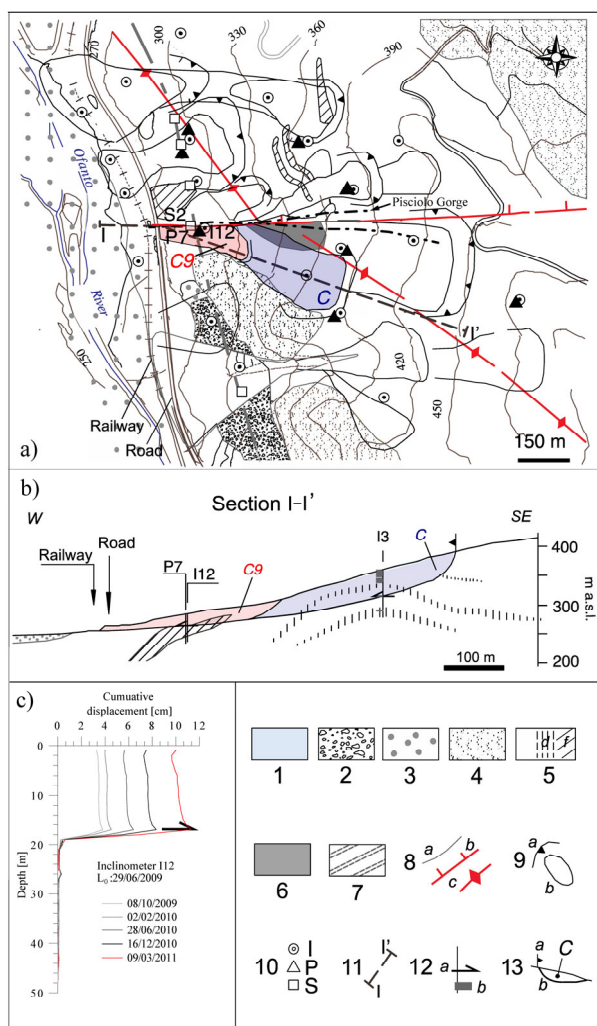 a)
270
300
330
360
390
Ofanta
River
Pisciolo Gorge
S2
I
P7
I12
C9
C
I'
250
420
450
Railway
Road
150 m
b)
Section I-I'
W
SE
Railway
Road
P7
I12
C9
I3
C
400
300
200
m a.s.l.
100 m
c)
Cumuative
displacement [cm]
0 2 4 6 8 10 12
Depth [m]
0
10
20
30
40
50
Inclinometer I12
L0 :29/06/2009
08/10/2009
02/02/2010
28/06/2010
16/12/2010
09/03/2011
d f
1 2 3 4 5
a b c
a b
6 7 8 9
I
P
S
I'
I
a b
a b C
10 11 12 13